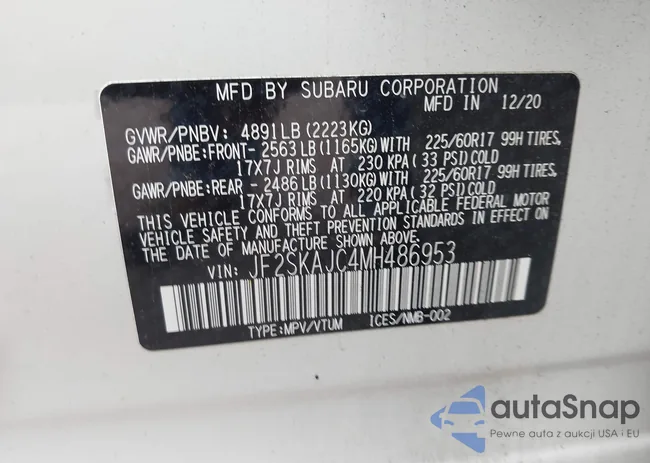 MFD BY SUBARU CORPORATION
MFD IN 12/20
GVWR/PNBV: 4891LB (2223KG)
GAWR/PNBE:FRONT- 2563LB(1165KG)WITH 225/60R17 99H TIRES,
17X7J RIMS AT 230 KPA(33 PSI)COLD
GAWR/PNBE:REAR - 2486LB(1130KG)WITH 225/60R17 99H TIRES,
17X7J RIMS AT 220 KPA(32 PSI)COLD
THIS VEHICLE CONFORMS TO ALL APPLICABLE FEDERAL MOTOR
VEHICLE SAFETY AND THEFT PREVENTION STANDARDS IN EFFECT ON
THE DATE OF MANUFACTURE SHOWN ABOVE.
VIN: JF2SKAJC4MH486953
TYPE:MPV/VTUM ICES/NMB-002
autaSnap
Pewne auta z aukcji USA i EU